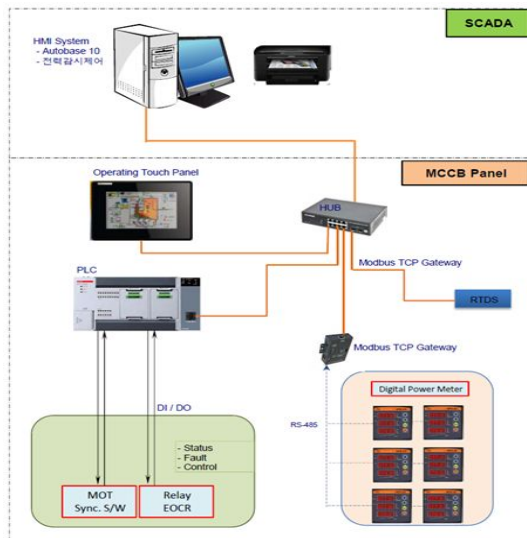 SCADA
HMI System
- Autobase 10
- 전력감시제어
MCCB Panel
Operating Touch Panel
HUB
PLC
Modbus TCP Gateway
RTDS
Modbus TCP Gateway
Digital Power Meter
DI / DO
RS-485
- Status
- Fault
- Control
MOT
Sync. S/W
Relay
EOCR